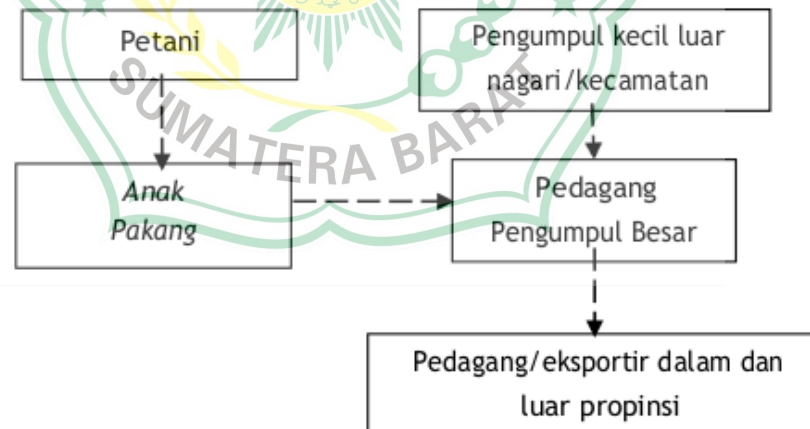 Petani
Pengumpul kecil luar
nagari/kecamatan
SUMATERA BARAT
Anak
Pakang
Pedagang
Pengumpul Besar
Pedagang/eksportir dalam dan
luar propinsi